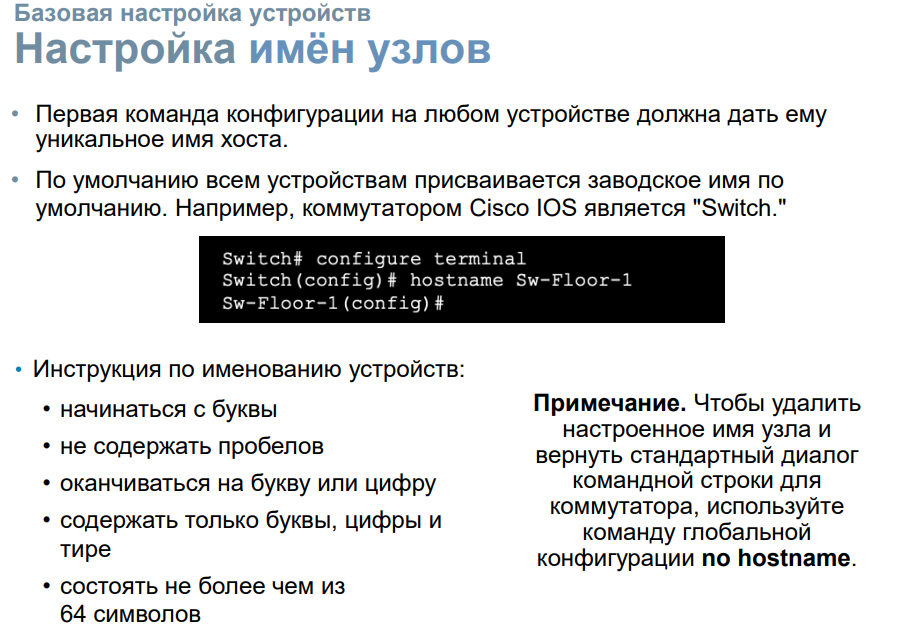 Базовая настройка устройств
Настройка имён узлов
• Первая команда конфигурации на любом устройстве должна дать ему
уникальное имя хоста.
• По умолчанию всем устройствам присваивается заводское имя по
умолчанию. Например, коммутатором Cisco IOS является "Switch."
Switch# configure terminal
Switch(config)# hostname Sw-Floor-1
Sw-Floor-1(config)#
• Инструкция по именованию устройств:
• начинаться с буквы
• не содержать пробелов
• оканчиваться на букву или цифру
• содержать только буквы, цифры и
тире
• состоять не более чем из
64 символов
Примечание. Чтобы удалить
настроенное имя узла и
вернуть стандартный диалог
командной строки для
коммутатора, используйте
команду глобальной
конфигурации no hostname.